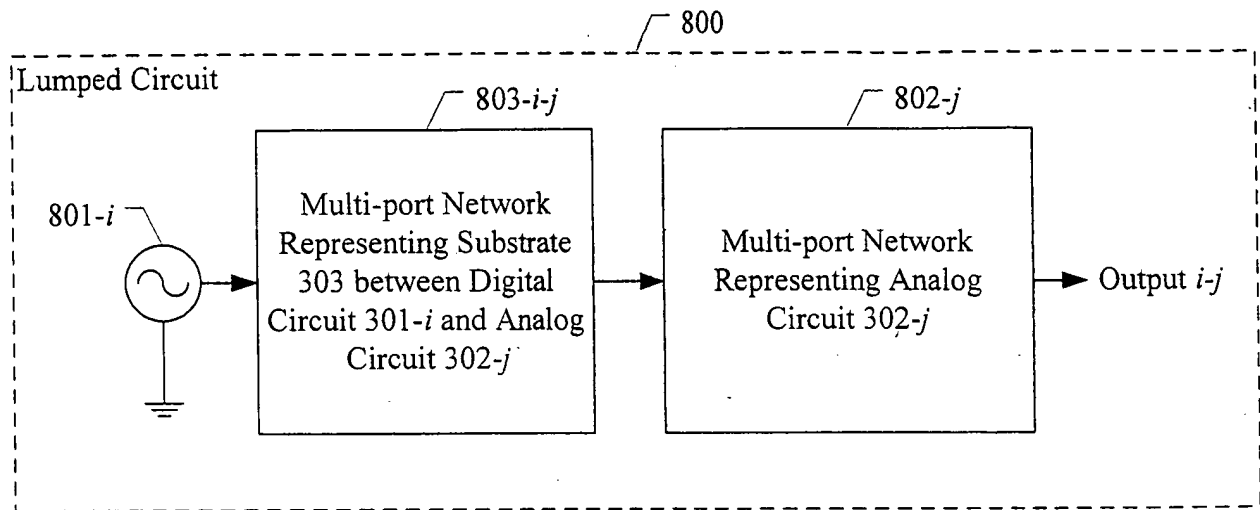 800
Lumped Circuit
803-i-j
802-j
801-i
Multi-port Network
Representing Substrate
303 between Digital
Circuit 301-i and Analog
Circuit 302-j
Multi-port Network
Representing Analog
Circuit 302-j
Output i-j